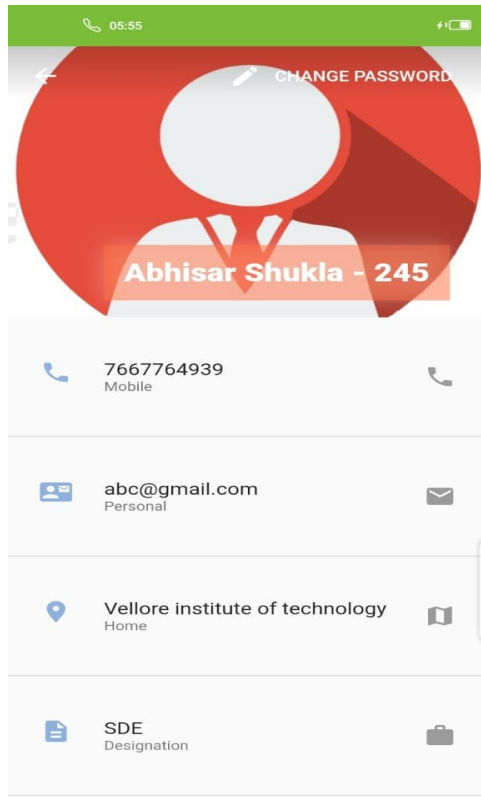 05:55
CHANGE PASSWORD
Abhisar Shukla - 245
7667764939
Mobile
abc@gmail.com
Personal
Vellore institute of technology
Home
SDE
Designation